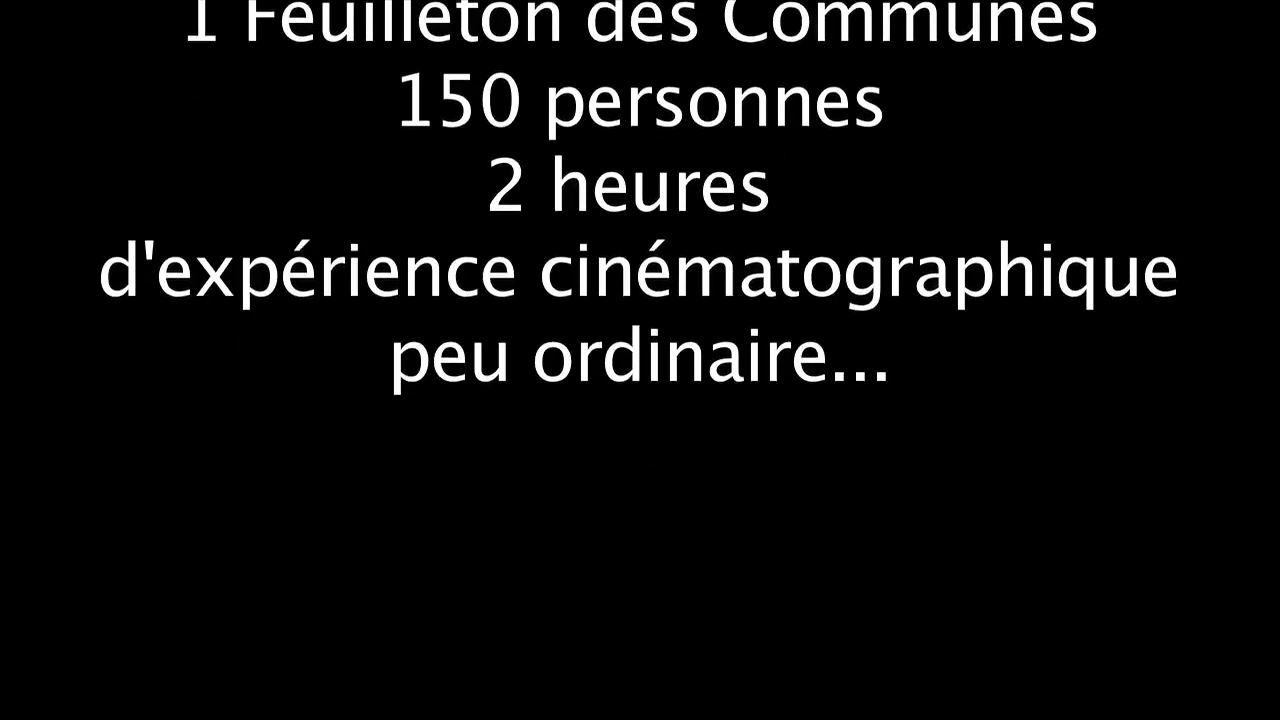 1 Feuilleton des Communes
150 personnes
2 heures
d'expérience cinématographique
peu ordinaire...